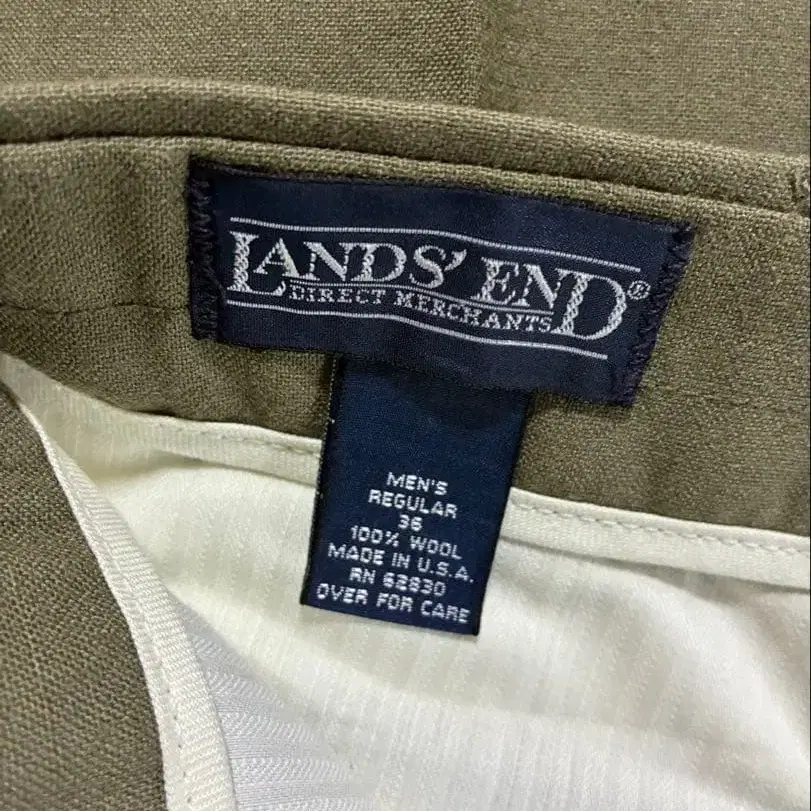 LANDS' END®
DIRECT MERCHANTS
MEN'S
REGULAR
36
100% WOOL
MADE IN U.S.A.
RN 62830
OVER FOR CARE